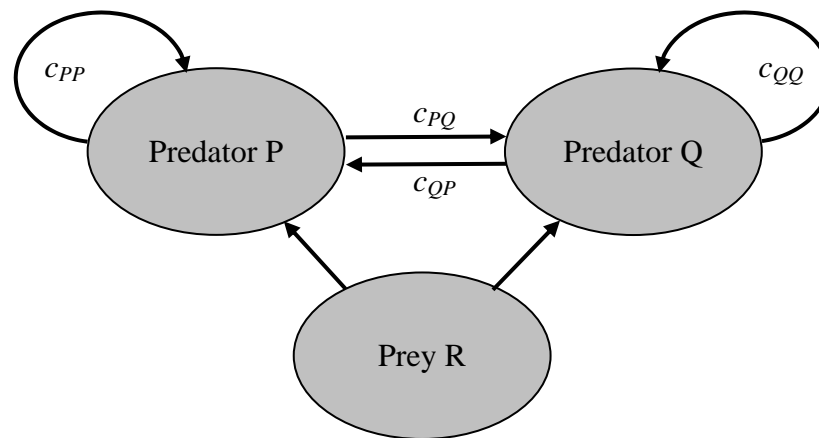 c_PP
c_QQ
c_PQ
Predator P
Predator Q
c_QP
Prey R